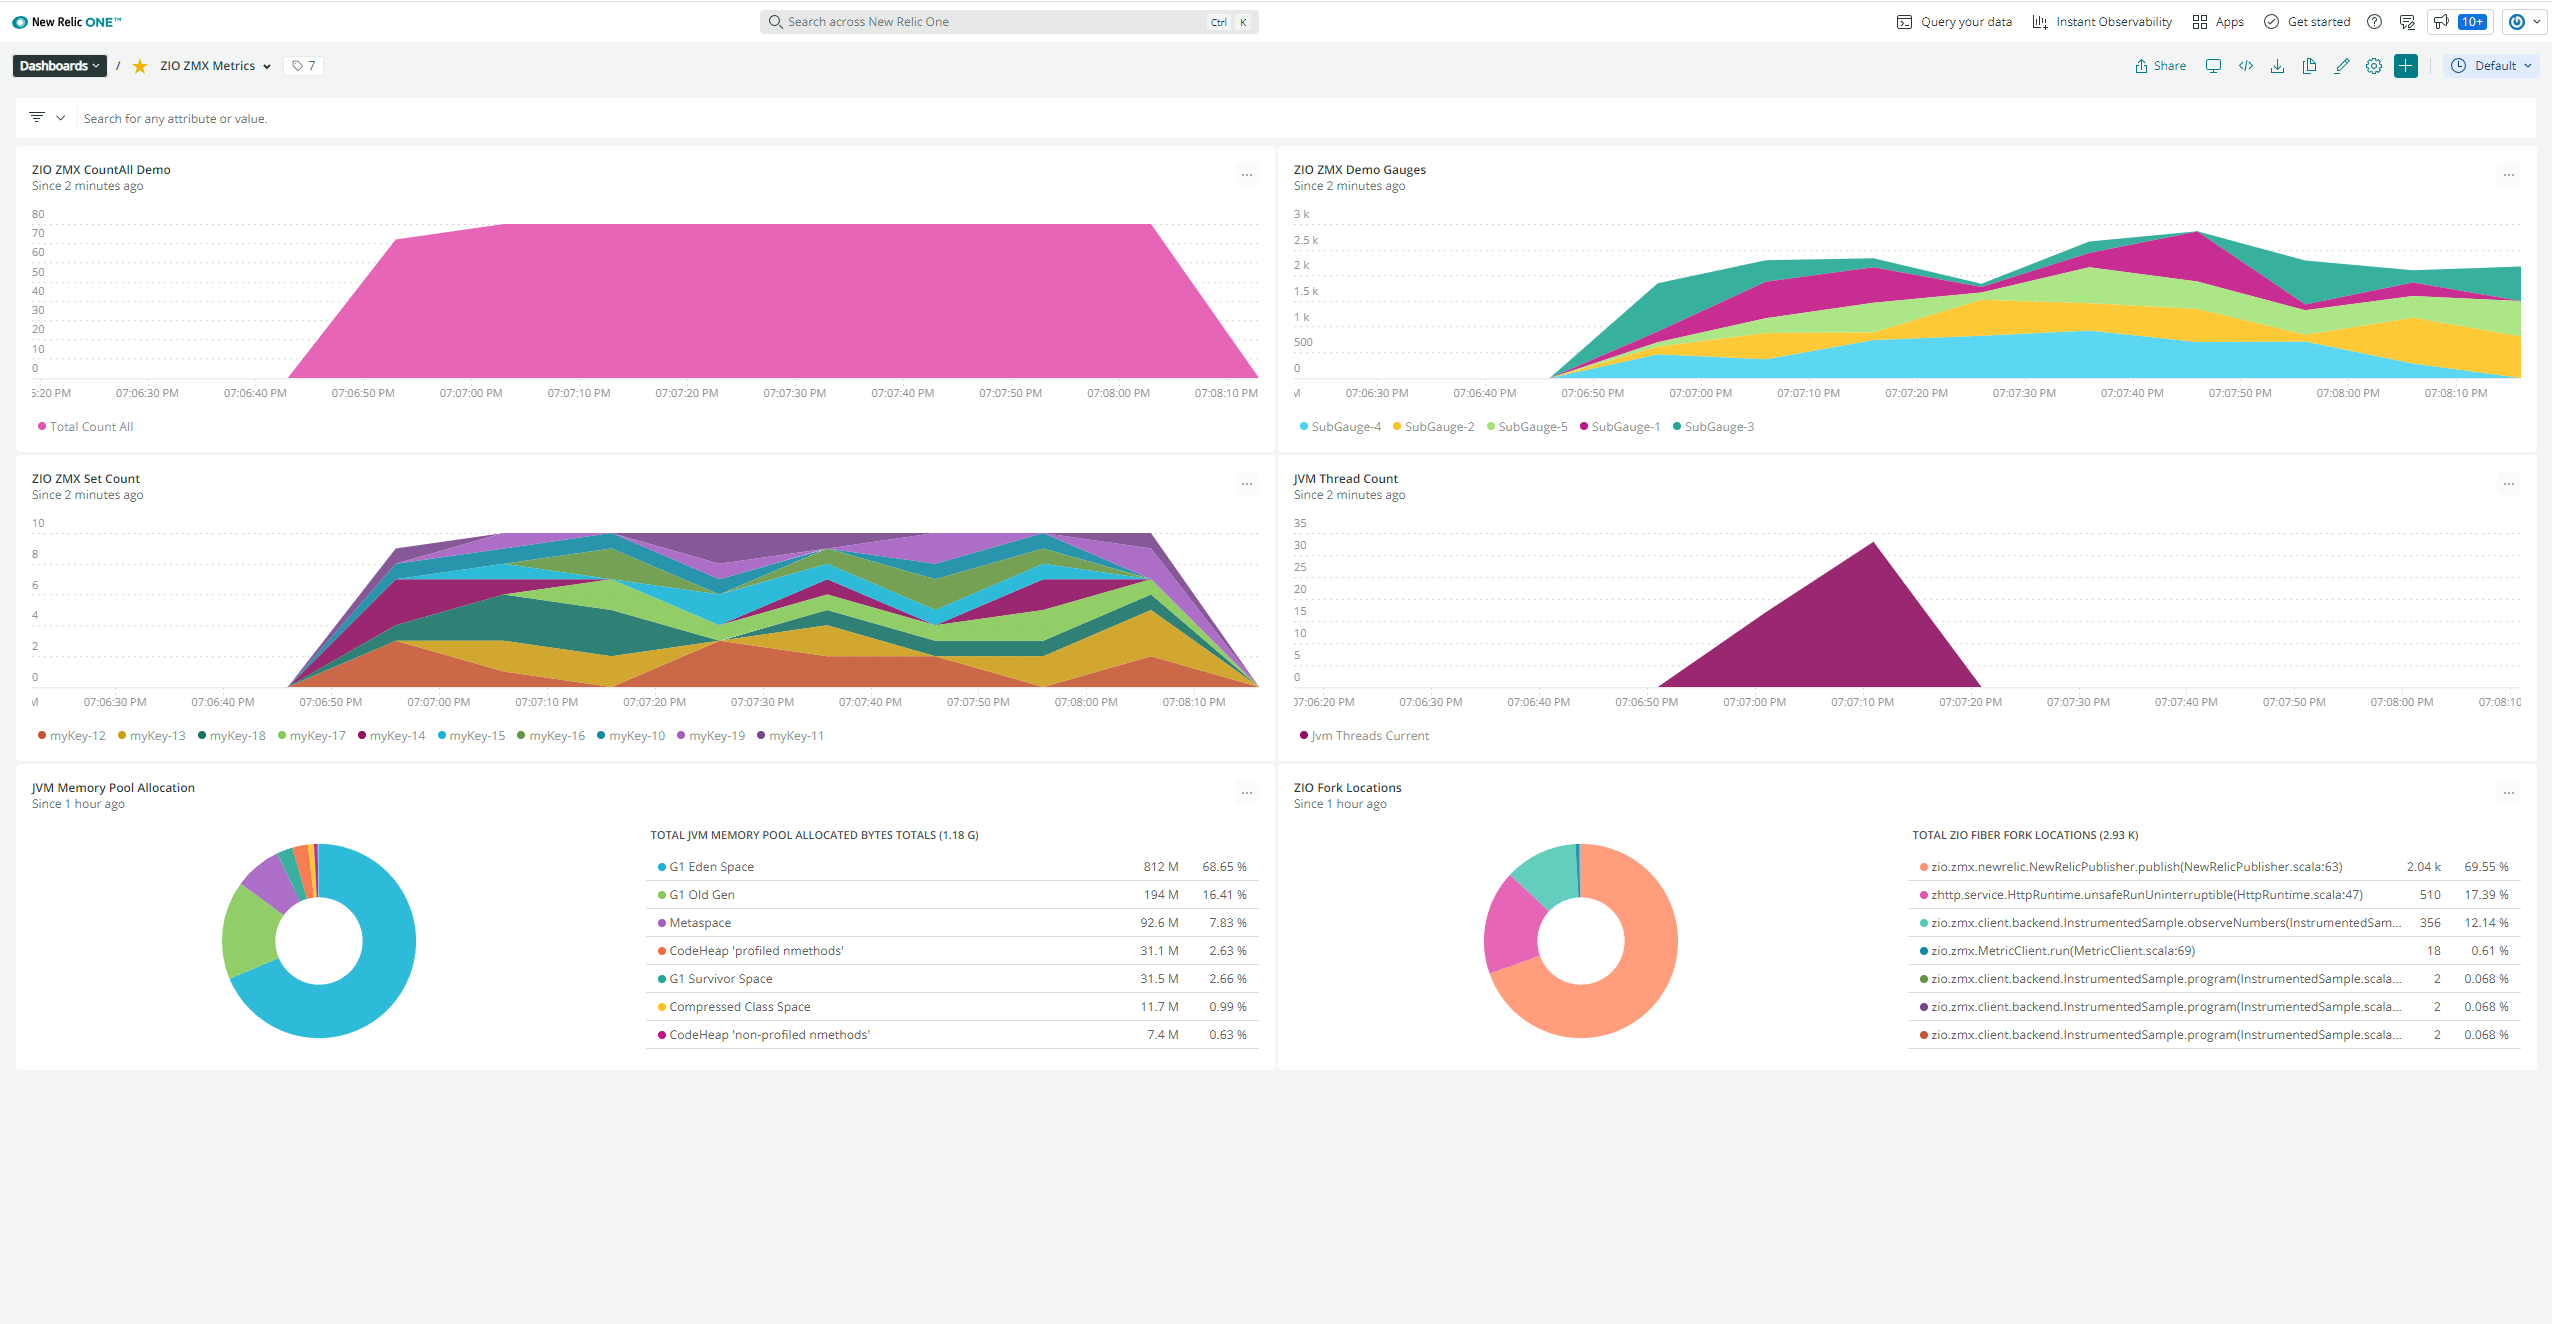 New Relic ONE™
Search across New Relic One Ctrl K
Query your data Instant Observability Apps Get started 10+
Dashboards / ZIO ZMX Metrics 7
Share Default
Search for any attribute or value.
ZIO ZMX CountAll Demo
Since 2 minutes ago
80
70
60
50
40
30
20
10
0
5:20 PM 07:06:30 PM 07:06:40 PM 07:06:50 PM 07:07:00 PM 07:07:10 PM 07:07:20 PM 07:07:30 PM 07:07:40 PM 07:07:50 PM 07:08:00 PM 07:08:10 PM
Total Count All
ZIO ZMX Demo Gauges
Since 2 minutes ago
3 k
2.5 k
2 k
1.5 k
1 k
500
0
M 07:06:30 PM 07:06:40 PM 07:06:50 PM 07:07:00 PM 07:07:10 PM 07:07:20 PM 07:07:30 PM 07:07:40 PM 07:07:50 PM 07:08:00 PM 07:08:10 PM
SubGauge-4 SubGauge-2 SubGauge-5 SubGauge-1 SubGauge-3
ZIO ZMX Set Count
Since 2 minutes ago
10
8
6
4
2
0
M 07:06:30 PM 07:06:40 PM 07:06:50 PM 07:07:00 PM 07:07:10 PM 07:07:20 PM 07:07:30 PM 07:07:40 PM 07:07:50 PM 07:08:00 PM 07:08:10 PM
myKey-12 myKey-13 myKey-18 myKey-17 myKey-14 myKey-15 myKey-16 myKey-10 myKey-19 myKey-11
JVM Thread Count
Since 2 minutes ago
35
30
25
20
15
10
5
0
07:06:20 PM 07:06:30 PM 07:06:40 PM 07:06:50 PM 07:07:00 PM 07:07:10 PM 07:07:20 PM 07:07:30 PM 07:07:40 PM 07:07:50 PM 07:08:00 PM 07:08:10
Jvm Threads Current
JVM Memory Pool Allocation
Since 1 hour ago
TOTAL JVM MEMORY POOL ALLOCATED BYTES TOTALS (1.18 G)
G1 Eden Space 812 M 68.65 %
G1 Old Gen 194 M 16.41 %
Metaspace 92.6 M 7.83 %
CodeHeap 'profiled nmethods' 31.1 M 2.63 %
G1 Survivor Space 31.5 M 2.66 %
Compressed Class Space 11.7 M 0.99 %
CodeHeap 'non-profiled nmethods' 7.4 M 0.63 %
ZIO Fork Locations
Since 1 hour ago
TOTAL ZIO FIBER FORK LOCATIONS (2.93 K)
zio.zmx.newrelic.NewRelicPublisher.publish(NewRelicPublisher.scala:63) 2.04 k 69.55 %
zhttp.service.HttpRuntime.unsafeRunUninterruptible(HttpRuntime.scala:47) 510 17.39 %
zio.zmx.client.backend.InstrumentedSample.observeNumbers(InstrumentedSam... 356 12.14 %
zio.zmx.MetricClient.run(MetricClient.scala:69) 18 0.61 %
zio.zmx.client.backend.InstrumentedSample.program(InstrumentedSample.scala... 2 0.068 %
zio.zmx.client.backend.InstrumentedSample.program(InstrumentedSample.scala... 2 0.068 %
zio.zmx.client.backend.InstrumentedSample.program(InstrumentedSample.scala... 2 0.068 %